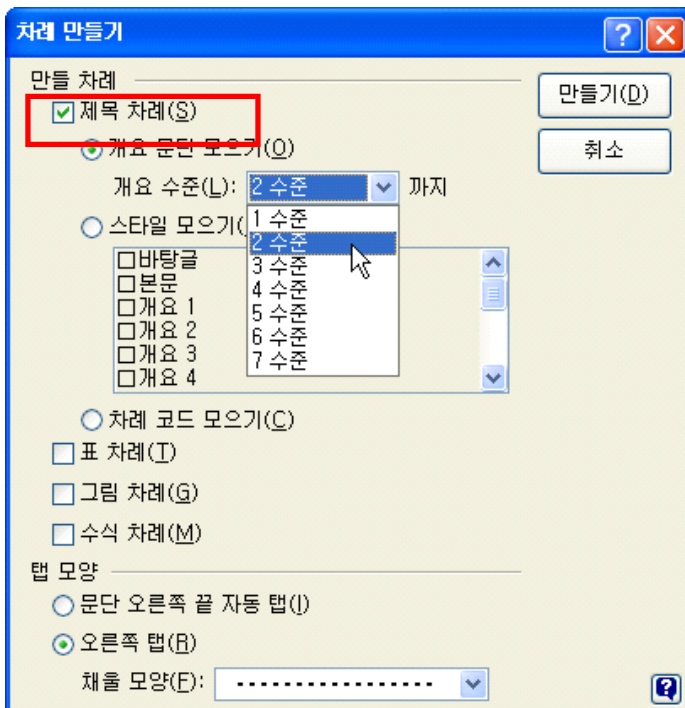 차례 만들기
만들 차례
만들기(D)
제목 차례(S)
취소
개요 문단 모으기(O)
개요 수준(L): 2 수준 까지
스타일 모으기(
1 수준
2 수준
3 수준
4 수준
5 수준
6 수준
7 수준
바탕글
본문
개요 1
개요 2
개요 3
개요 4
차례 코드 모으기(C)
표 차례(T)
그림 차례(G)
수식 차례(M)
탭 모양
문단 오른쪽 끝 자동 탭(I)
오른쪽 탭(R)
채울 모양(F):